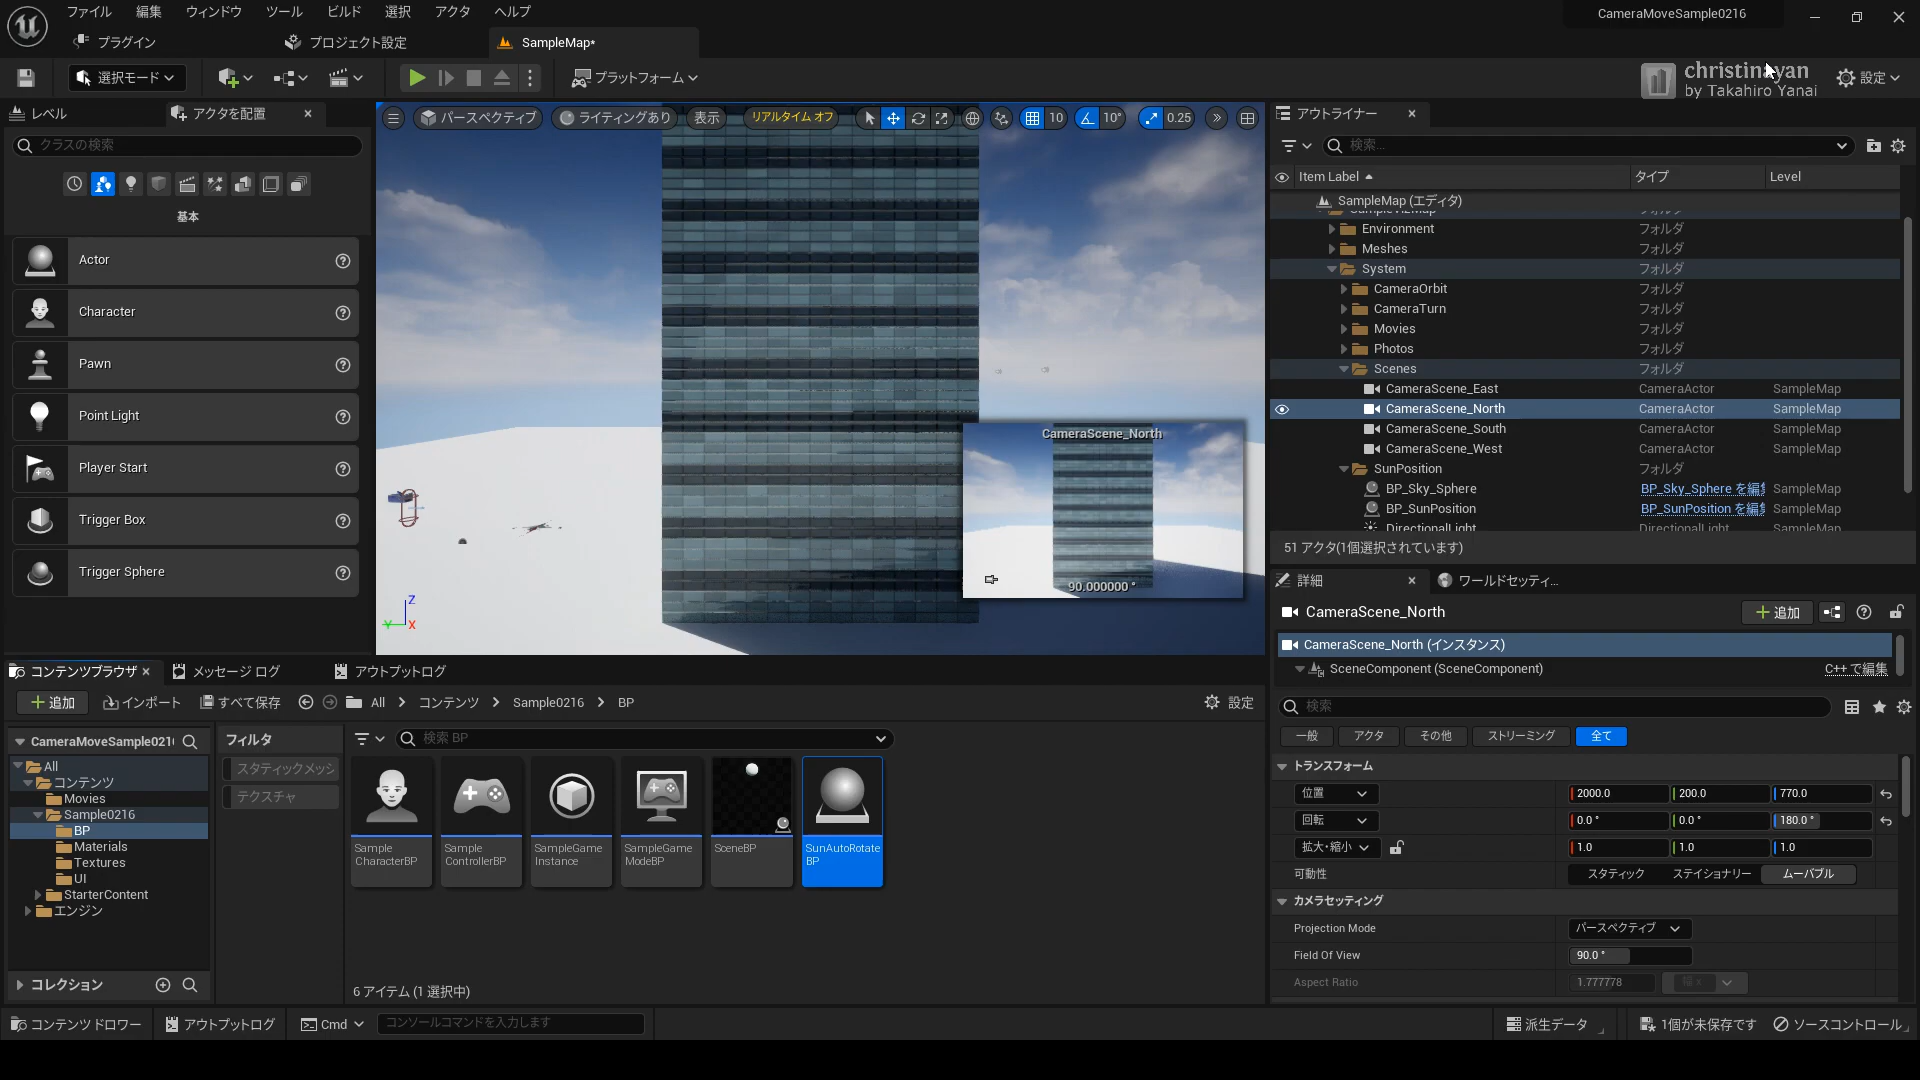 ファイル 編集 ウィンドウ ツール ビルド 選択 アクタ ヘルプ
CameraMoveSample0216
プラグイン
プロジェクト設定
SampleMap*
選択モード
プラットフォーム
christinayan
by Takahiro Yanai
設定
レベル
アクタを配置
クラスの検索
基本
Actor
Character
Pawn
Point Light
Player Start
Trigger Box
Trigger Sphere
パースペクティブ
ライティングあり
表示
リアルタイム オフ
10
10°
0.25
CameraScene_North
90.000000 °
Z
Y
X
アウトライナー
検索...
Item Label タイプ Level
SampleMap (エディタ)
フォルダ
Environment フォルダ
Meshes フォルダ
System フォルダ
CameraOrbit フォルダ
CameraTurn フォルダ
Movies フォルダ
Photos フォルダ
Scenes フォルダ
CameraScene_East CameraActor SampleMap
CameraScene_North CameraActor SampleMap
CameraScene_South CameraActor SampleMap
CameraScene_West CameraActor SampleMap
SunPosition フォルダ
BP_Sky_Sphere BP_Sky_Sphere を編集 SampleMap
BP_SunPosition BP_SunPosition を編集 SampleMap
DirectionalLight DirectionalLight SampleMap
51 アクタ(1個選択されています)
詳細
ワールドセッティ...
CameraScene_North
追加
CameraScene_North (インスタンス)
SceneComponent (SceneComponent)
C++ で編集
検索
一般 アクタ その他 ストリーミング 全て
トランスフォーム
位置 2000.0 200.0 770.0
回転 0.0 ° 0.0 ° 180.0 °
拡大・縮小 1.0 1.0 1.0
可動性 スタティック ステイショナリー ムーバブル
カメラセッティング
Projection Mode パースペクティブ
Field Of View 90.0 °
Aspect Ratio 1.777778
コンテンツブラウザ
メッセージ ログ
アウトプットログ
追加 インポート すべて保存
All コンテンツ Sample0216 BP
設定
CameraMoveSample021
All
コンテンツ
Movies
Sample0216
BP
Materials
Textures
UI
StarterContent
エンジン
コレクション
フィルタ
スタティックメッシ
テクスチャ
検索 BP
Sample
CharacterBP
Sample
ControllerBP
SampleGame
Instance
SampleGame
ModeBP
SceneBP
SunAutoRotate
BP
6 アイテム (1 選択中)
コンテンツドロワー
アウトプットログ
Cmd
コンソールコマンドを入力します
派生データ
1個が未保存です
ソースコントロール